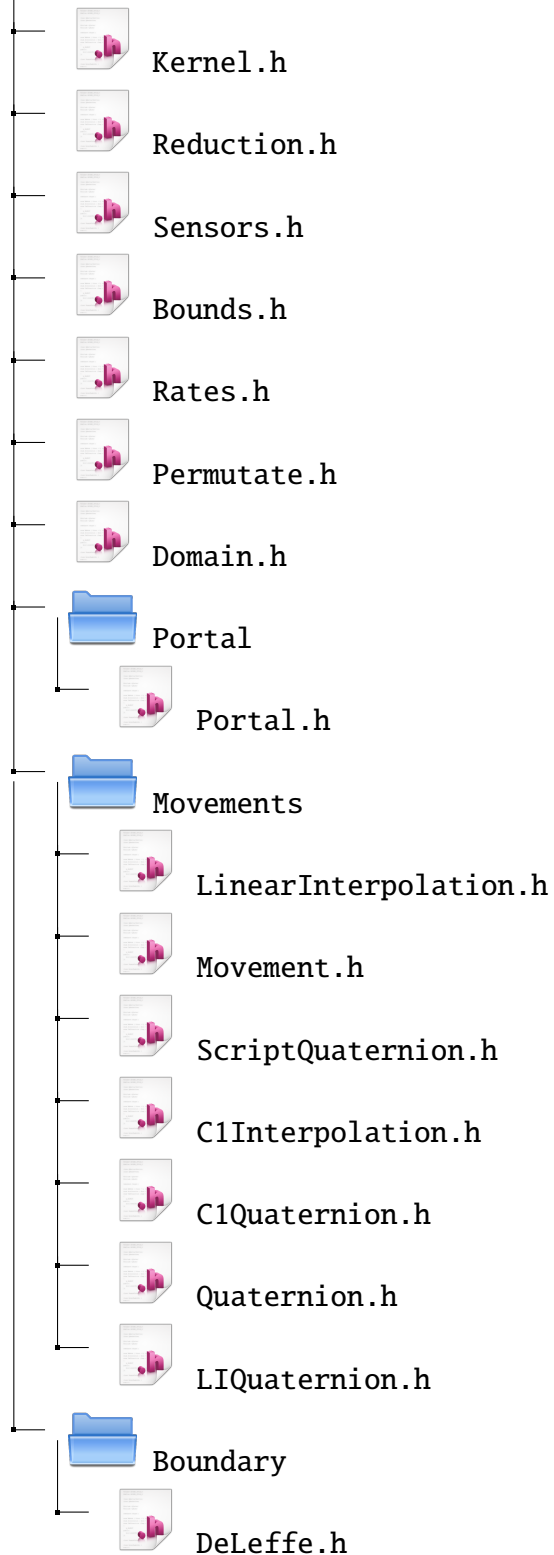 Kernel.h
Reduction.h
Sensors.h
Bounds.h
Rates.h
Permutate.h
Domain.h
Portal
Portal.h
Movements
LinearInterpolation.h
Movement.h
ScriptQuaternion.h
C1Interpolation.h
C1Quaternion.h
Quaternion.h
LIQuaternion.h
Boundary
DeLeffe.h